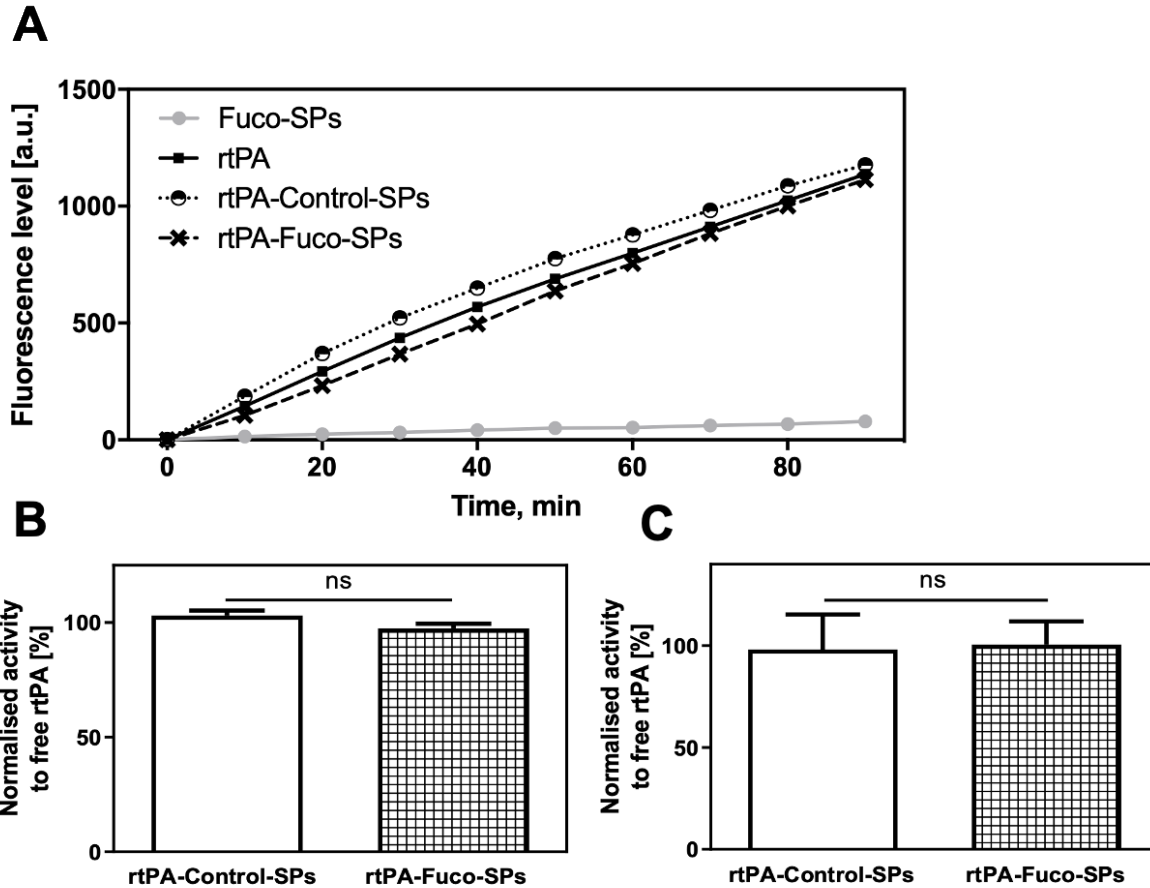 A
Fluorescence level [a.u.]
1500
1000
500
0
Fuco-SPs
rtPA
rtPA-Control-SPs
rtPA-Fuco-SPs
0 20 40 60 80
Time, min
B
Normalised activity
to free rtPA [%]
100
50
0
ns
rtPA-Control-SPs rtPA-Fuco-SPs
C
Normalised activity
to free rtPA [%]
100
50
0
ns
rtPA-Control-SPs rtPA-Fuco-SPs